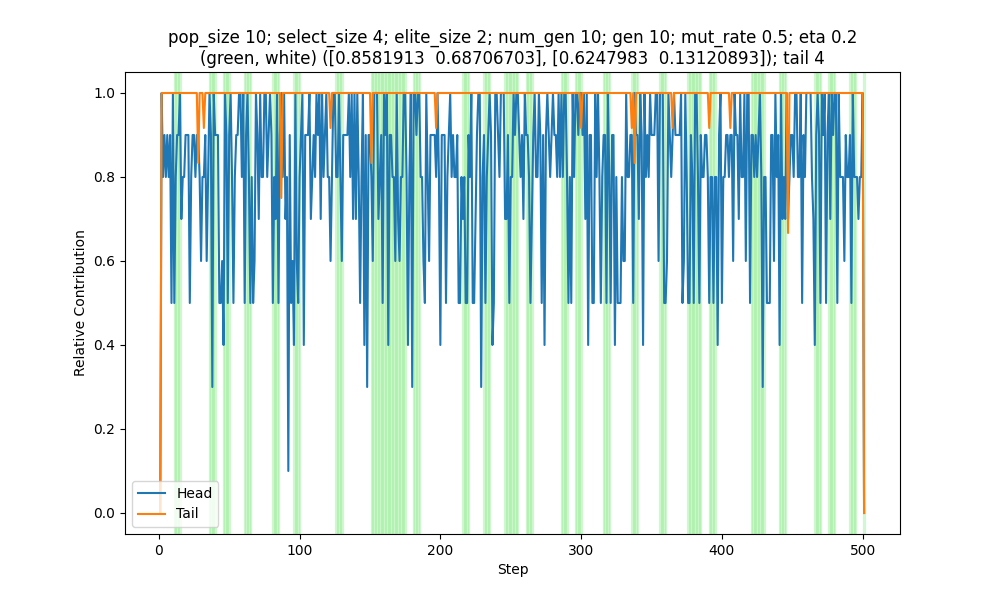 pop_size 10; select_size 4; elite_size 2; num_gen 10; gen 10; mut_rate 0.5; eta 0.2
(green, white) ([0.8581913  0.68706703], [0.6247983  0.13120893]); tail 4
1.0
0.8
0.6
0.4
0.2
0.0
Relative Contribution
Head
Tail
0
100
200
300
400
500
Step